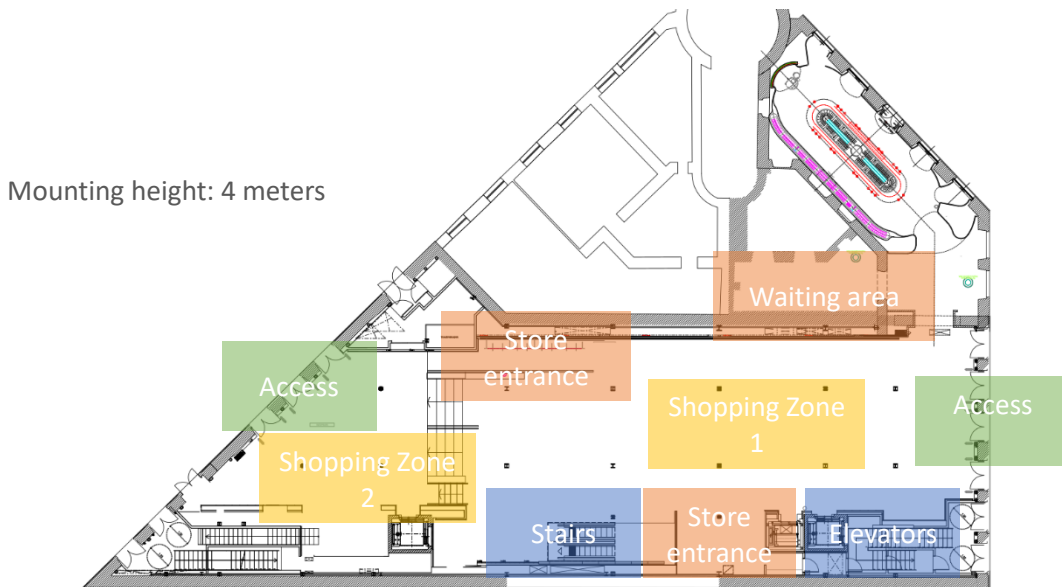 Mounting height: 4 meters
Waiting area
Store
entrance
Access
Shopping Zone
1
Access
Shopping Zone
2
Stairs
Store
entrance
Elevators